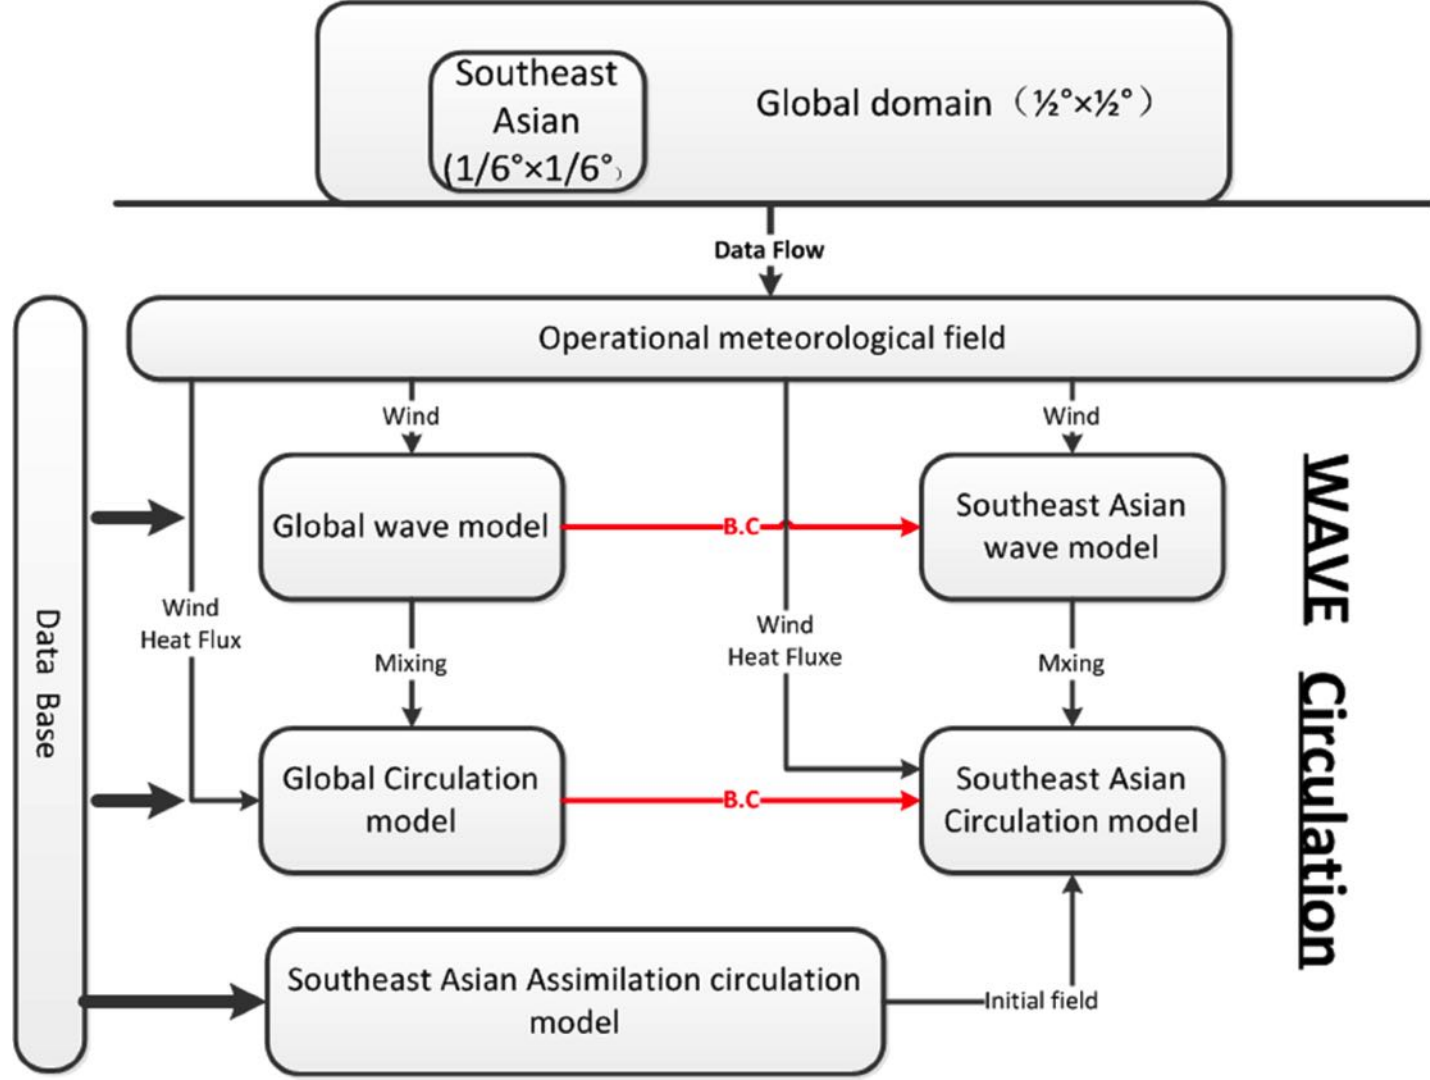 Southeast
Asian
(1/6°×1/6°）
Global domain（½°×½°）
Data Flow
Operational meteorological field
Wind
Wind
Global wave model
B.C
Southeast Asian
wave model
Wind
Heat Flux
Wind
Heat Fluxe
Mixing
Mxing
Global Circulation
model
B.C
Southeast Asian
Circulation model
Southeast Asian Assimilation circulation
model
Initial field
Data Base
WAVE
Circulation